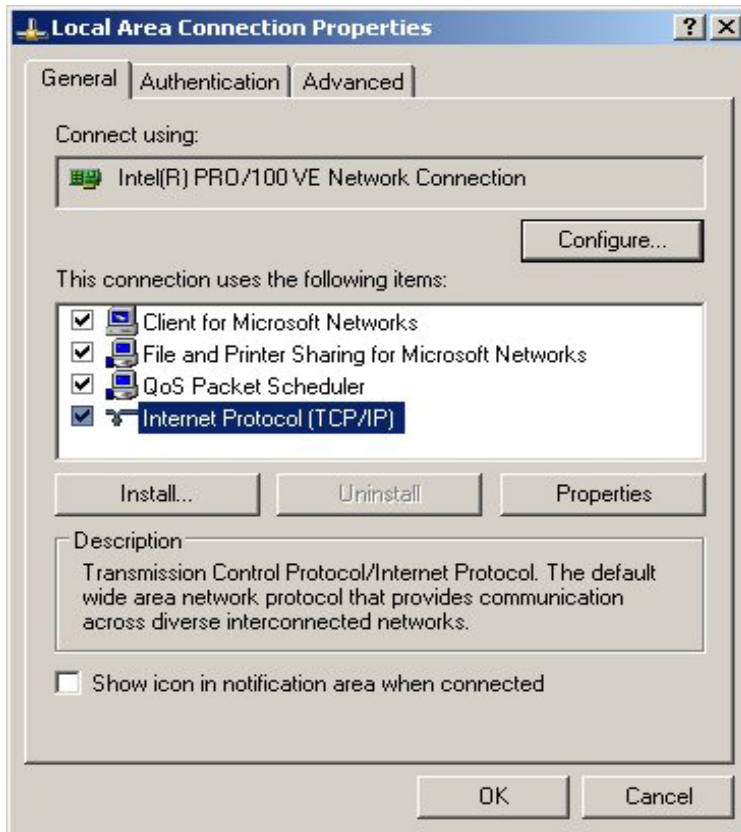 Local Area Connection Properties
General Authentication Advanced
Connect using:
Intel(R) PRO/100 VE Network Connection
Configure...
This connection uses the following items:
Client for Microsoft Networks
File and Printer Sharing for Microsoft Networks
QoS Packet Scheduler
Internet Protocol (TCP/IP)
Install... Uninstall Properties
Description
Transmission Control Protocol/Internet Protocol. The default
wide area network protocol that provides communication
across diverse interconnected networks.
Show icon in notification area when connected
OK Cancel